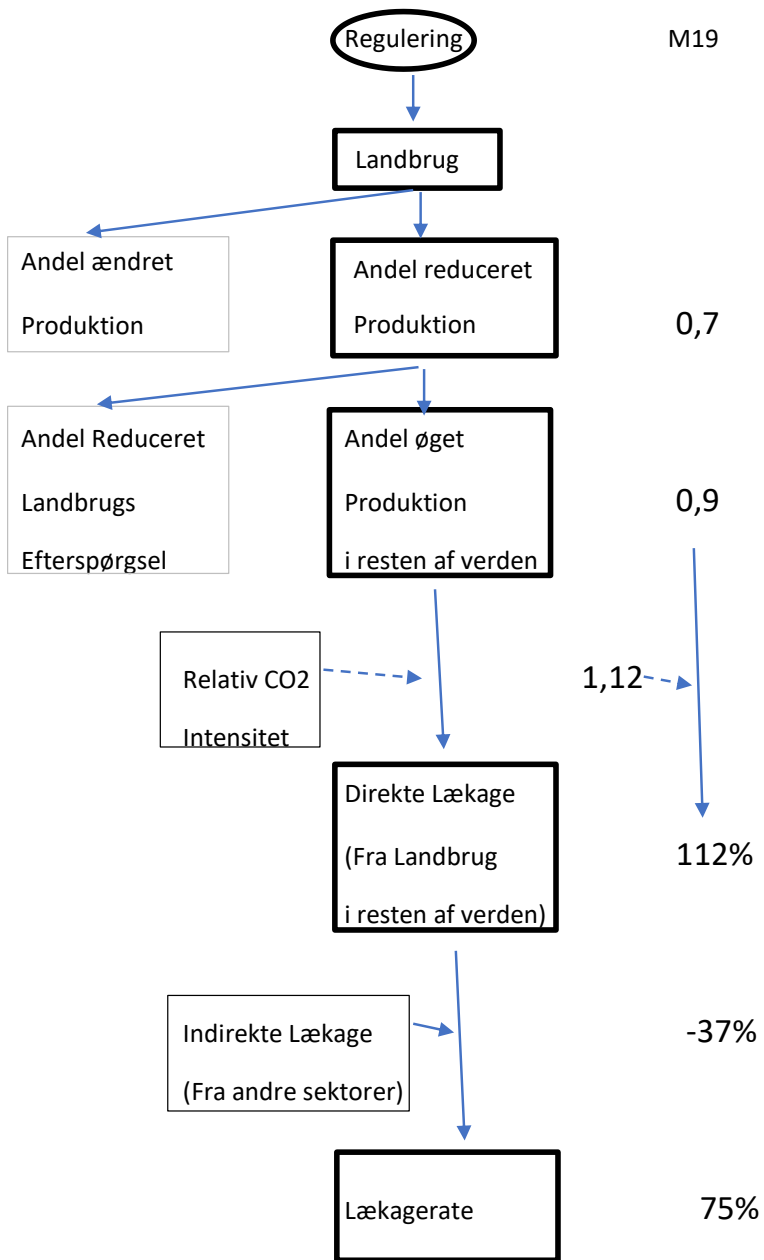 Regulering
M19
Landbrug
Andel ændret
Produktion
Andel reduceret
Produktion
0,7
Andel Reduceret
Landbrugs
Efterspørgsel
Andel øget
Produktion
i resten af verden
0,9
Relativ CO2
Intensitet
1,12
Direkte Lækage
(Fra Landbrug
i resten af verden)
112%
Indirekte Lækage
(Fra andre sektorer)
-37%
Lækagerate
75%